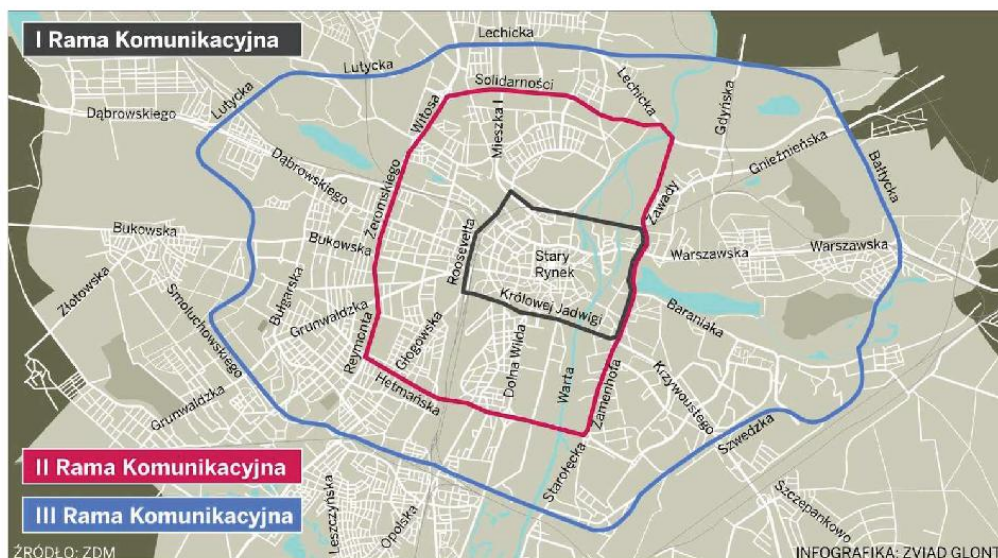 I Rama Komunikacyjna
Lechicka
Lutycka
Lutycka
Solidarności
Lechicka
Dąbrowskiego
Witosa
Mieszka I
Gdyńska
Gnieźnieńska
Bałtycka
Dąbrowskiego
Żeromskiego
Zawady
Bukowska
Bukowska
Roosevelta
Stary
Rynek
Warszawska
Warszawska
Złotowska
Smoluchowskiego
Bułgarska
Grunwaldzka
Królowej Jadwigi
Baraniaka
Reymonta
Głogowska
Dolna Wilda
Warta
Hetmańska
Zamenhofa
Krzywoustego
Grunwaldzka
Szwedzka
II Rama Komunikacyjna
Starołęcka
Szczepankowo
III Rama Komunikacyjna
Leszczyńska
Opolska
ŹRÓDŁO: ZDM
INFOGRAFIKA: ZVIAD GLONT